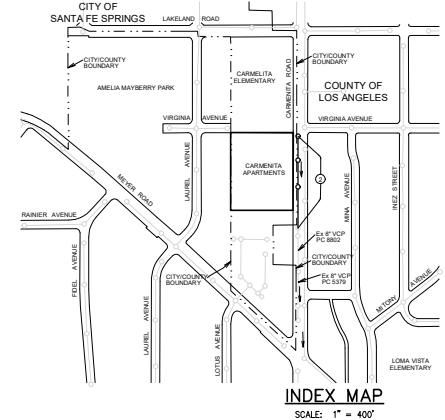 CITY OF
SANTA FE SPRINGS
LAKELAND ROAD
CITY/COUNTY
BOUNDARY
AMELIA MAYBERRY PARK
CARMELITA
ELEMENTARY
CARMENITA ROAD
CITY/COUNTY
BOUNDARY
COUNTY OF
LOS ANGELES
VIRGINIA AVENUE
VIRGINIA AVENUE
LAUREL AVENUE
CARMENITA
APARTMENTS
2
MINA AVENUE
INEZ STREET
MEYER ROAD
RAINIER AVENUE
FIDEL AVENUE
Ex 8" VCP
PC 8802
CITY/COUNTY
BOUNDARY
CITY/COUNTY
BOUNDARY
Ex 8" VCP
PC 5379
MITONY AVENUE
LAUREL AVENUE
LOTUS AVENUE
LOMA VISTA
ELEMENTARY
INDEX MAP
SCALE: 1" = 400'